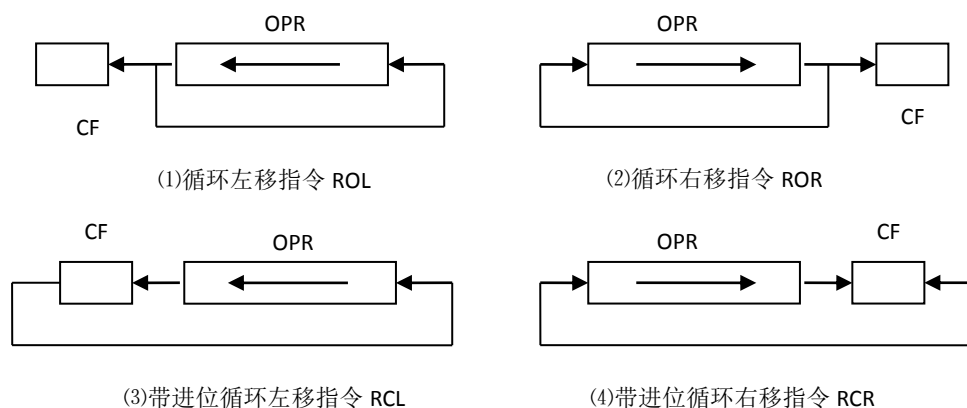 OPR
CF
⑴循环左移指令 ROL
OPR
CF
⑵循环右移指令 ROR
CF
OPR
⑶带进位循环左移指令 RCL
OPR
CF
⑷带进位循环右移指令 RCR